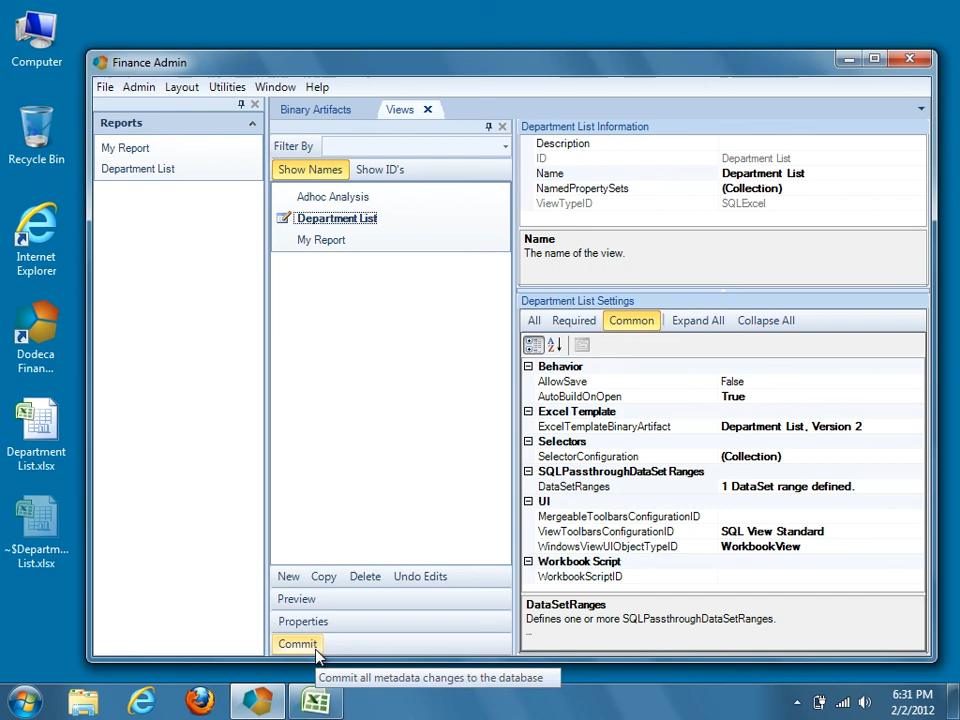 Computer
Recycle Bin
Internet
Explorer
Dodeca
Finan...
Department
List.xlsx
~$Departm...
List.xlsx
Finance Admin
File Admin Layout Utilities Window Help
Reports
My Report
Department List
Binary Artifacts Views
Filter By
Show Names Show ID's
Adhoc Analysis
Department List
My Report
New Copy Delete Undo Edits
Preview
Properties
Commit
Commit all metadata changes to the database
Department List Information
Description
ID Department List
Name Department List
NamedPropertySets (Collection)
ViewTypeID SQLExcel
Name
The name of the view.
Department List Settings
All Required Common Expand All Collapse All
Behavior
AllowSave False
AutoBuildOnOpen True
Excel Template
ExcelTemplateBinaryArtifact Department List, Version 2
Selectors
SelectorConfiguration (Collection)
SQLPassthroughDataSet Ranges
DataSetRanges 1 DataSet range defined.
UI
MergeableToolbarsConfigurationID
ViewToolbarsConfigurationID SQL View Standard
WindowsViewUIObjectTypeID WorkbookView
Workbook Script
WorkbookScriptID
DataSetRanges
Defines one or more SQLPassthroughDataSetRanges.
...
6:31 PM
2/2/2012